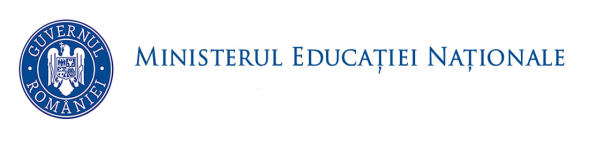 GUVERNUL ROMÂNIEI
MINISTERUL EDUCAȚIEI NAȚIONALE